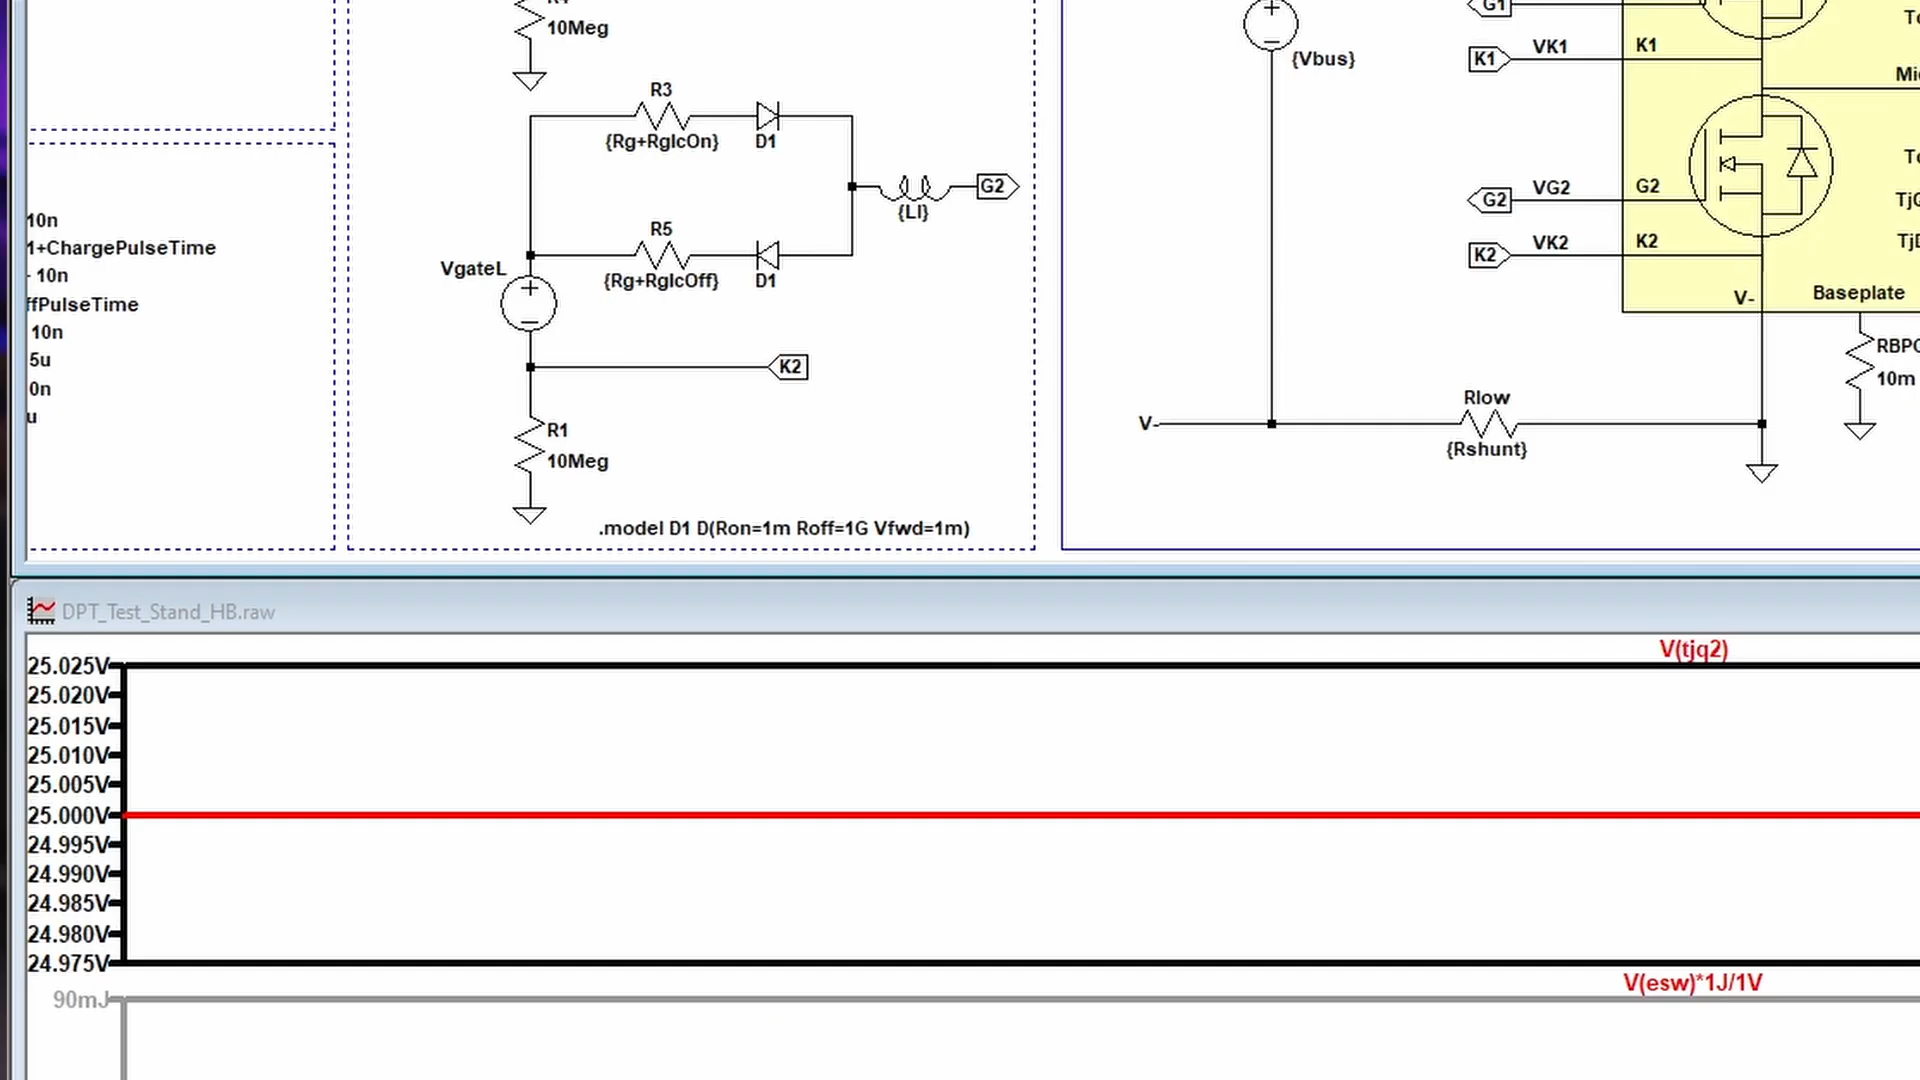 10Meg
R3
{Rg+RgIcOn}
D1
R5
{Rg+RgIcOff}
D1
{Ll}
G2
VgateL
K2
R1
10Meg
.model D1 D(Ron=1m Roff=1G Vfwd=1m)
10n
1+ChargePulseTime
10n
ffPulseTime
10n
5u
0n
u
{Vbus}
G1
K1
VK1
K1
G2
VG2
G2
K2
VK2
K2
V-
Baseplate
10m
V-
Rlow
{Rshunt}
DPT_Test_Stand_HB.raw
V(tjq2)
25.025V
25.020V
25.015V
25.010V
25.005V
25.000V
24.995V
24.990V
24.985V
24.980V
24.975V
V(esw)*1J/1V
90mJ